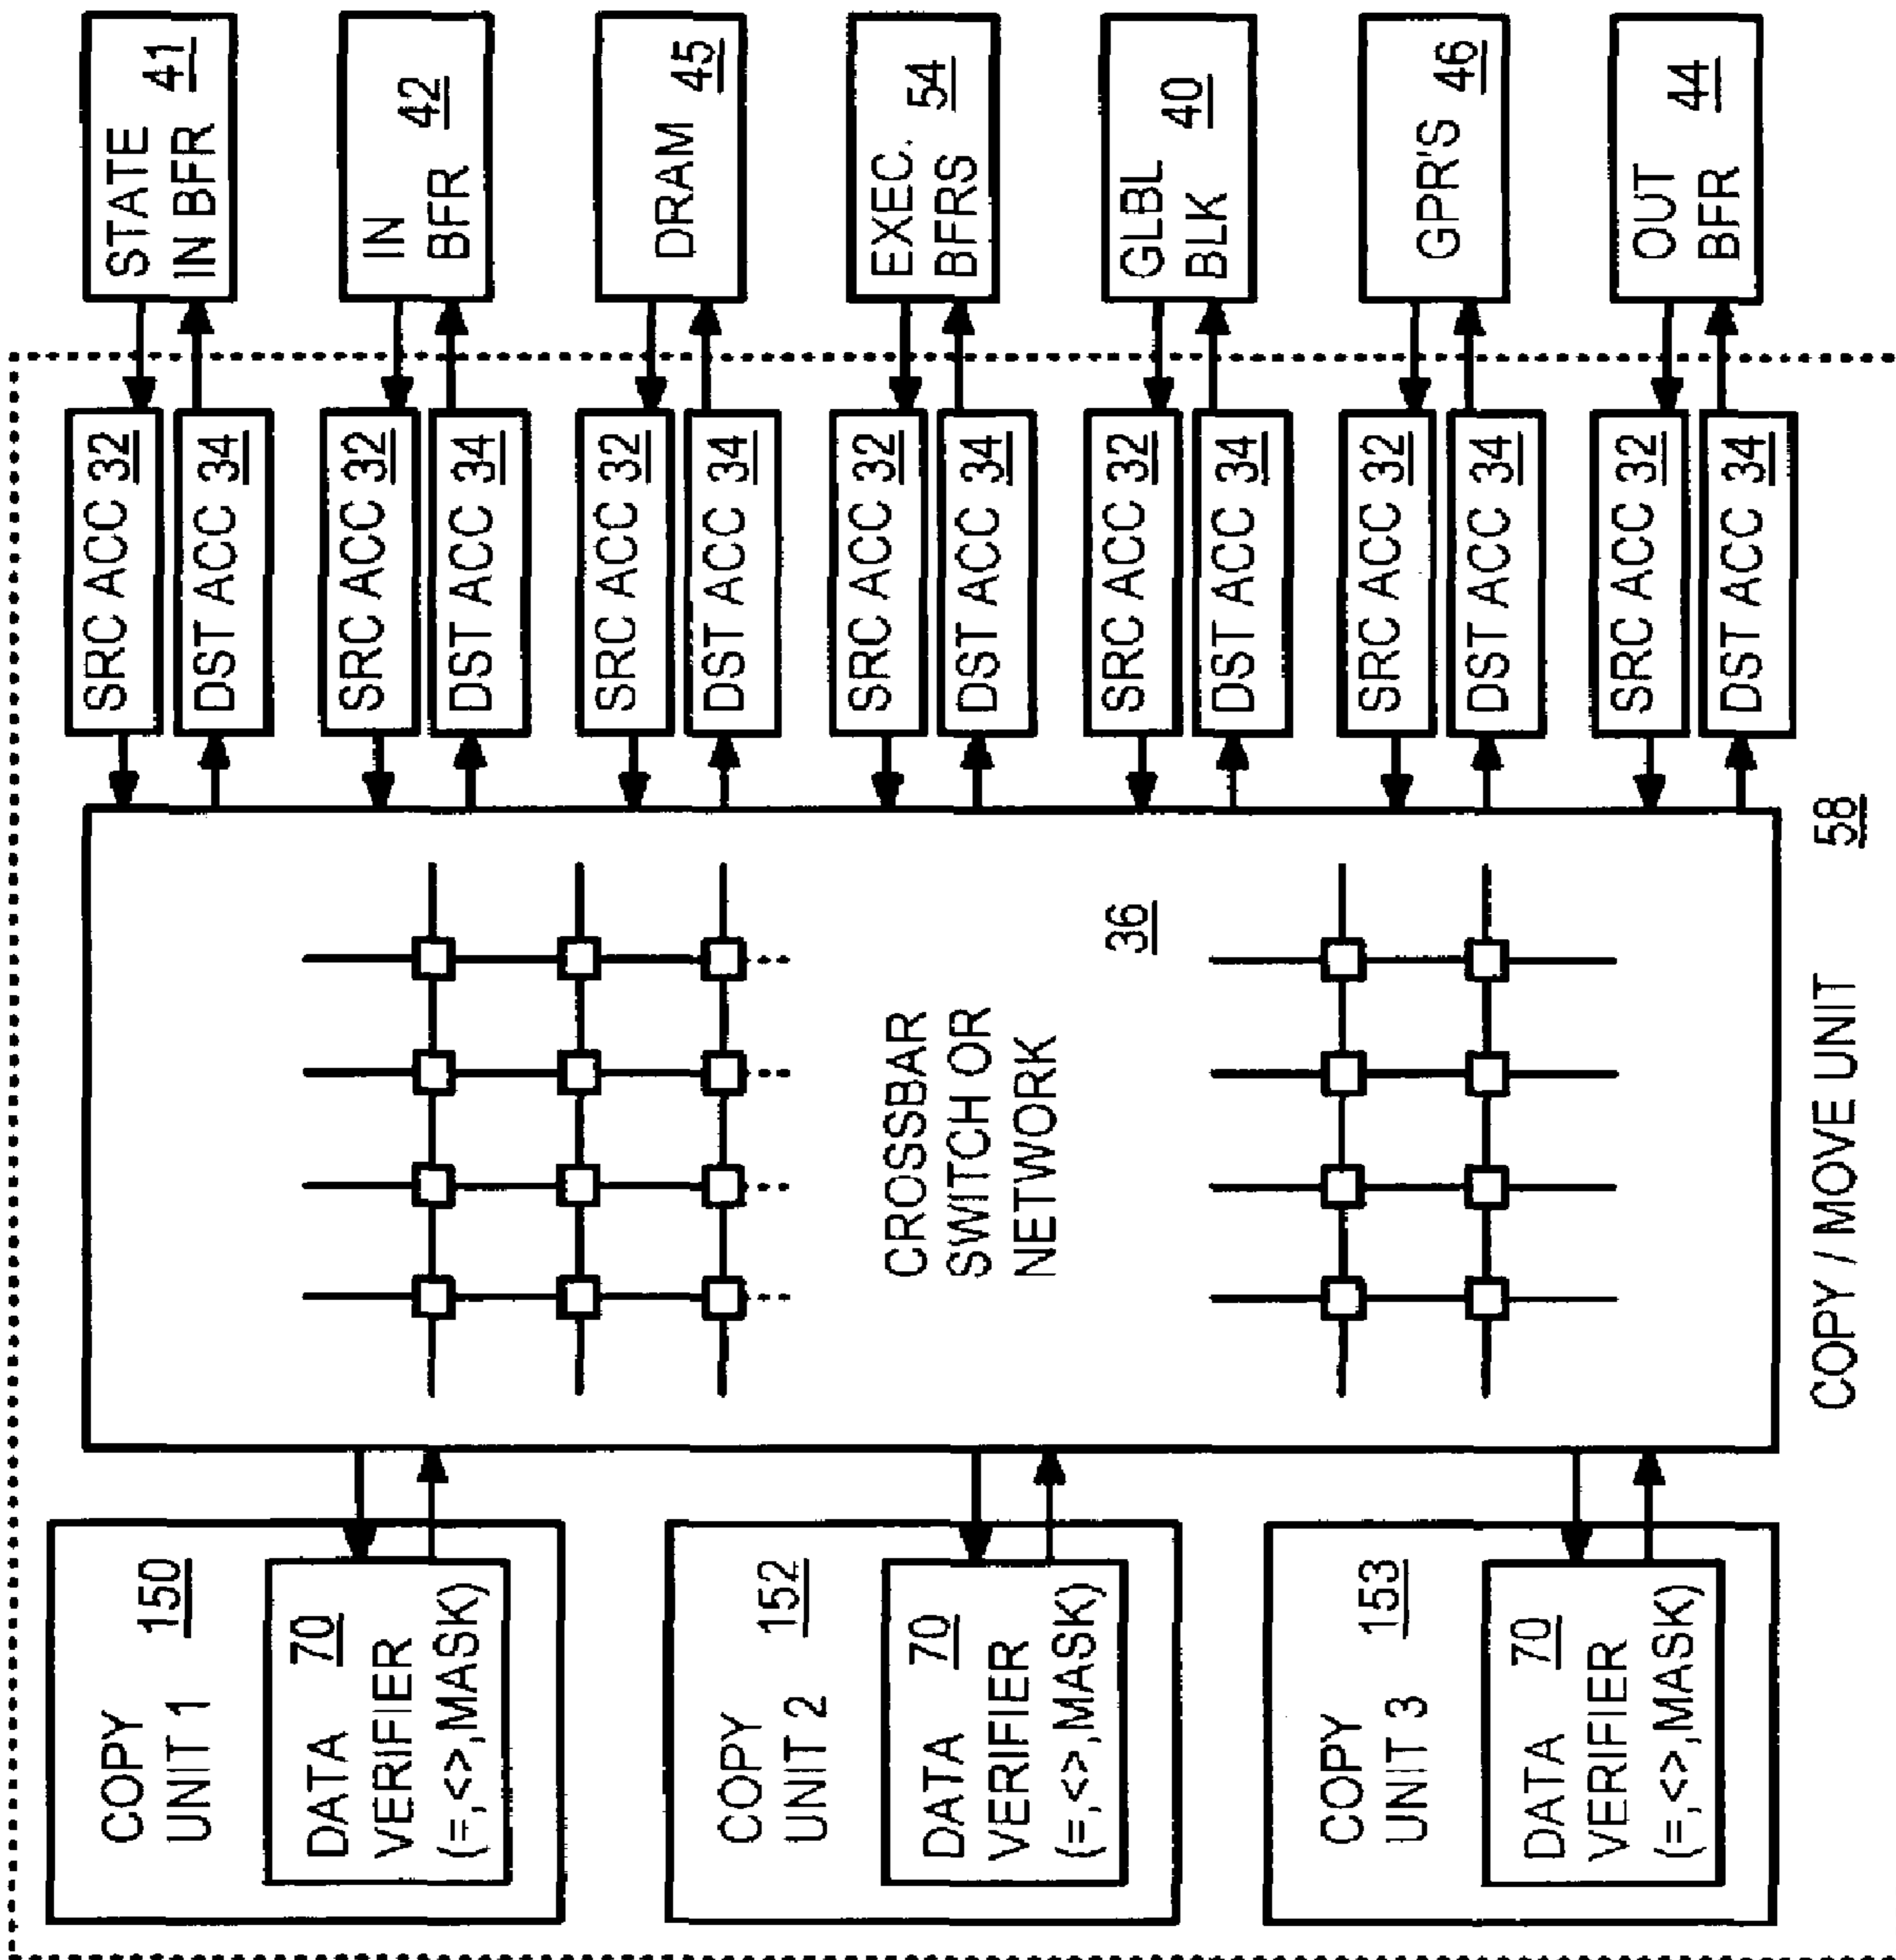 COPY
UNIT 1
150
70
DATA
VERIFIER
(=,<>,MASK)
COPY
UNIT 2
152
70
DATA
VERIFIER
(=,<>,MASK)
COPY
UNIT 3
153
70
DATA
VERIFIER
(=,<>,MASK)
CROSSBAR
SWITCH OR
NETWORK
36
COPY / MOVE UNIT 58
SRC ACC 32
DST ACC 34
SRC ACC 32
DST ACC 34
SRC ACC 32
DST ACC 34
SRC ACC 32
DST ACC 34
SRC ACC 32
DST ACC 34
SRC ACC 32
DST ACC 34
SRC ACC 32
DST ACC 34
STATE
IN BFR 41
IN
BFR 42
DRAM 45
EXEC.
BFRS 54
GLBL
BLK 40
GPR'S 46
OUT
BFR 44